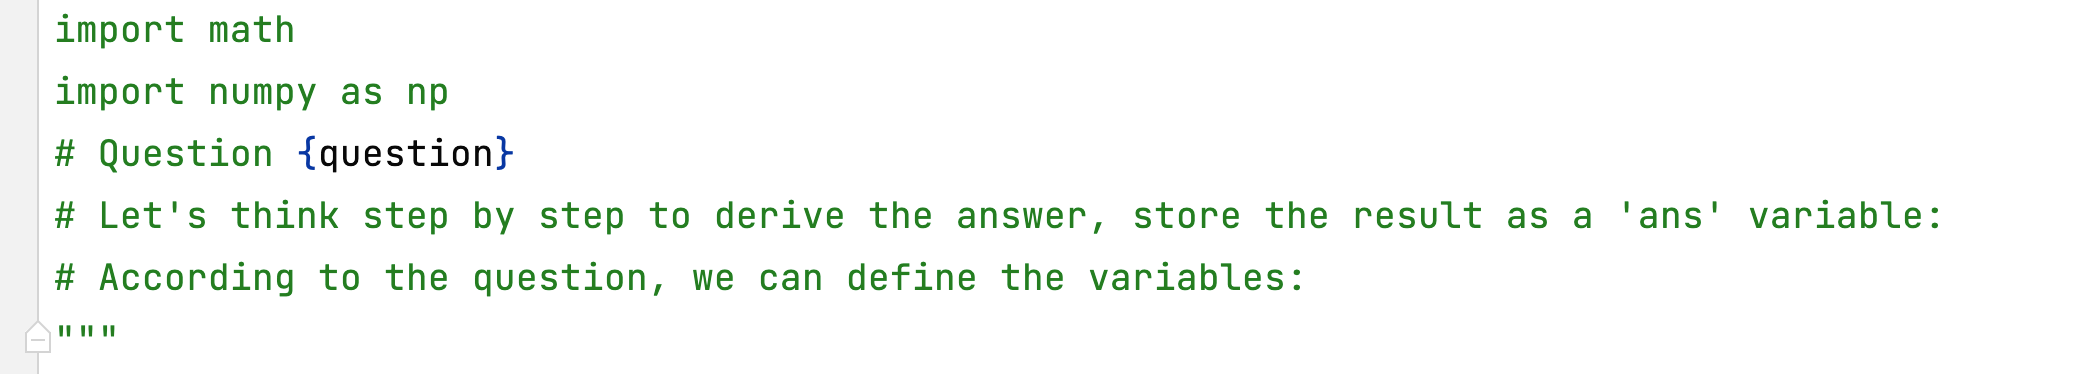 import math
import numpy as np
# Question {question}
# Let's think step by step to derive the answer, store the result as a 'ans' variable:
# According to the question, we can define the variables:
"""